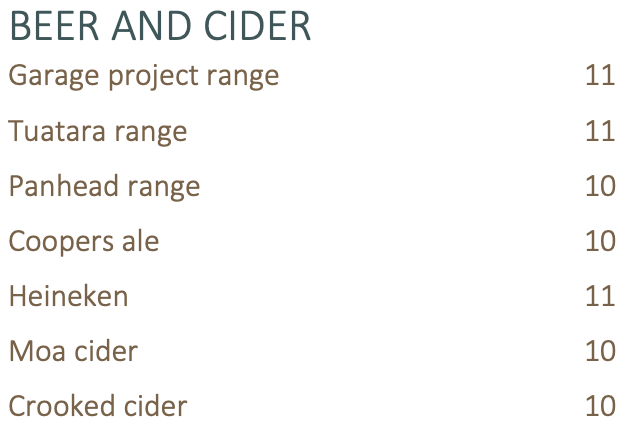 BEER AND CIDER
Garage project range 11
Tuatara range 11
Panhead range 10
Coopers ale 10
Heineken 11
Moa cider 10
Crooked cider 10